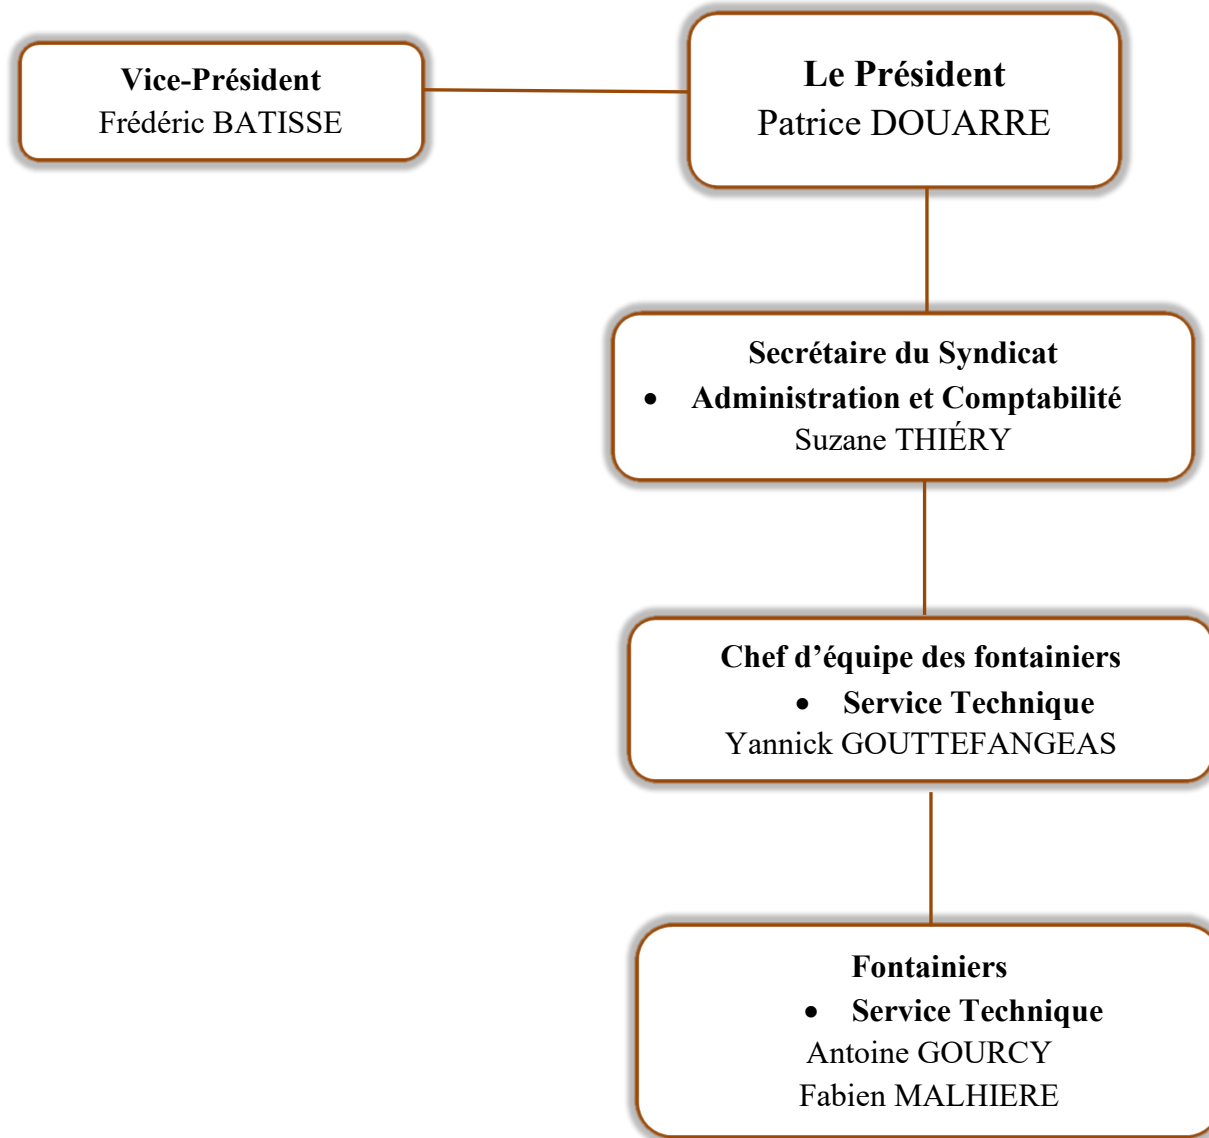 Vice-Président
Frédéric BATISSE
Le Président
Patrice DOUARRE
Secrétaire du Syndicat
• Administration et Comptabilité
Suzane THIÉRY
Chef d’équipe des fontainiers
• Service Technique
Yannick GOUTTEFANGEAS
Fontainiers
• Service Technique
Antoine GOURCY
Fabien MALHIERE